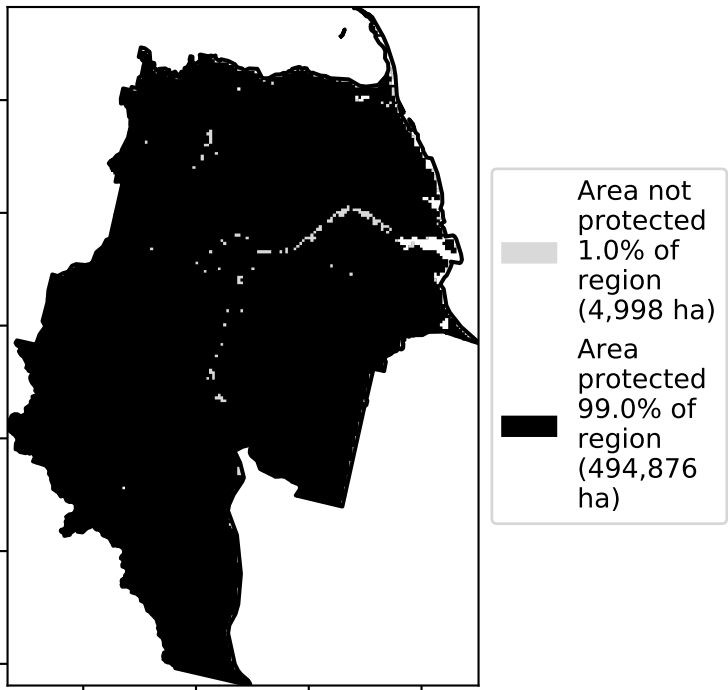 Area not
protected
1.0% of
region
(4,998 ha)
Area
protected
99.0% of
region
(494,876
ha)